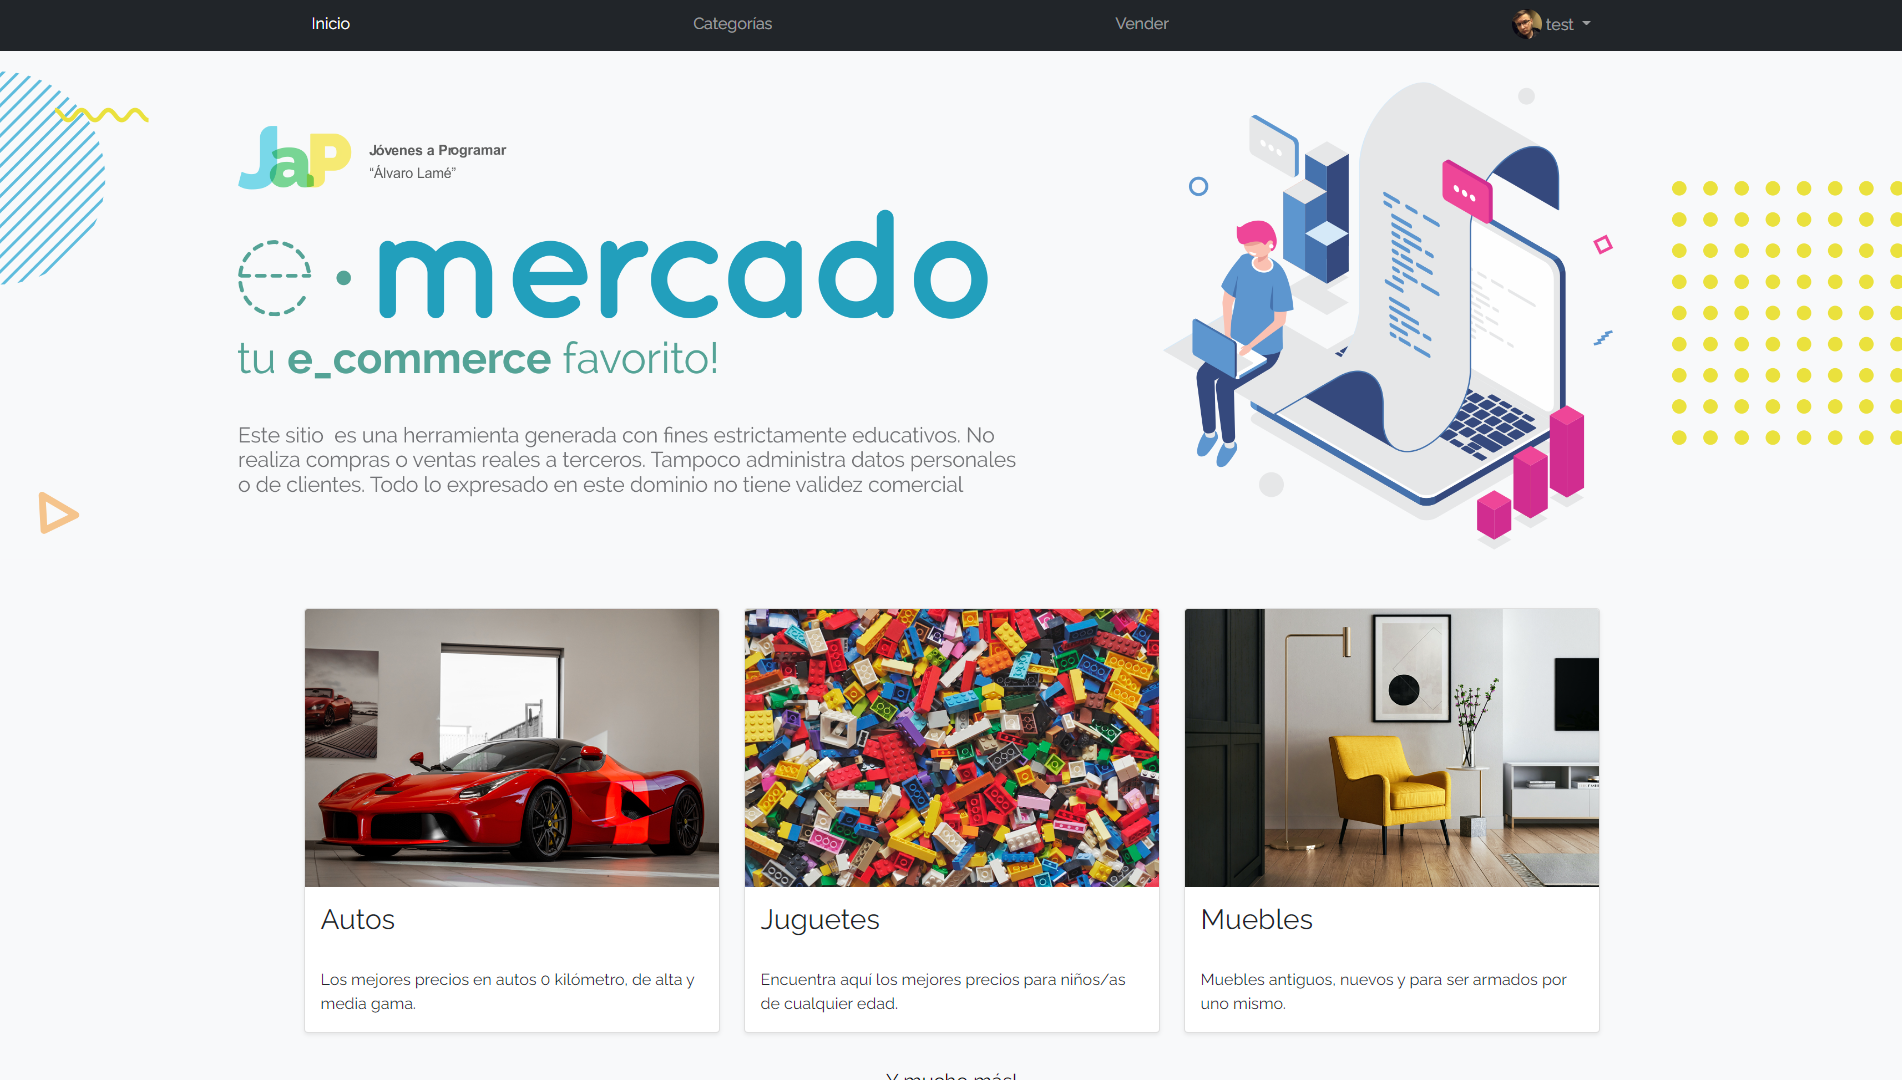 Inicio
Categorías
Vender
test
JaP
Jóvenes a Programar
“Álvaro Lamé”
e · mercado
tu e_commerce favorito!
Este sitio es una herramienta generada con fines estrictamente educativos. No
realiza compras o ventas reales a terceros. Tampoco administra datos personales
o de clientes. Todo lo expresado en este dominio no tiene validez comercial
Autos
Los mejores precios en autos 0 kilómetro, de alta y
media gama.
Juguetes
Encuentra aquí los mejores precios para niños/as
de cualquier edad.
Muebles
Muebles antiguos, nuevos y para ser armados por
uno mismo.
Y mucho más!